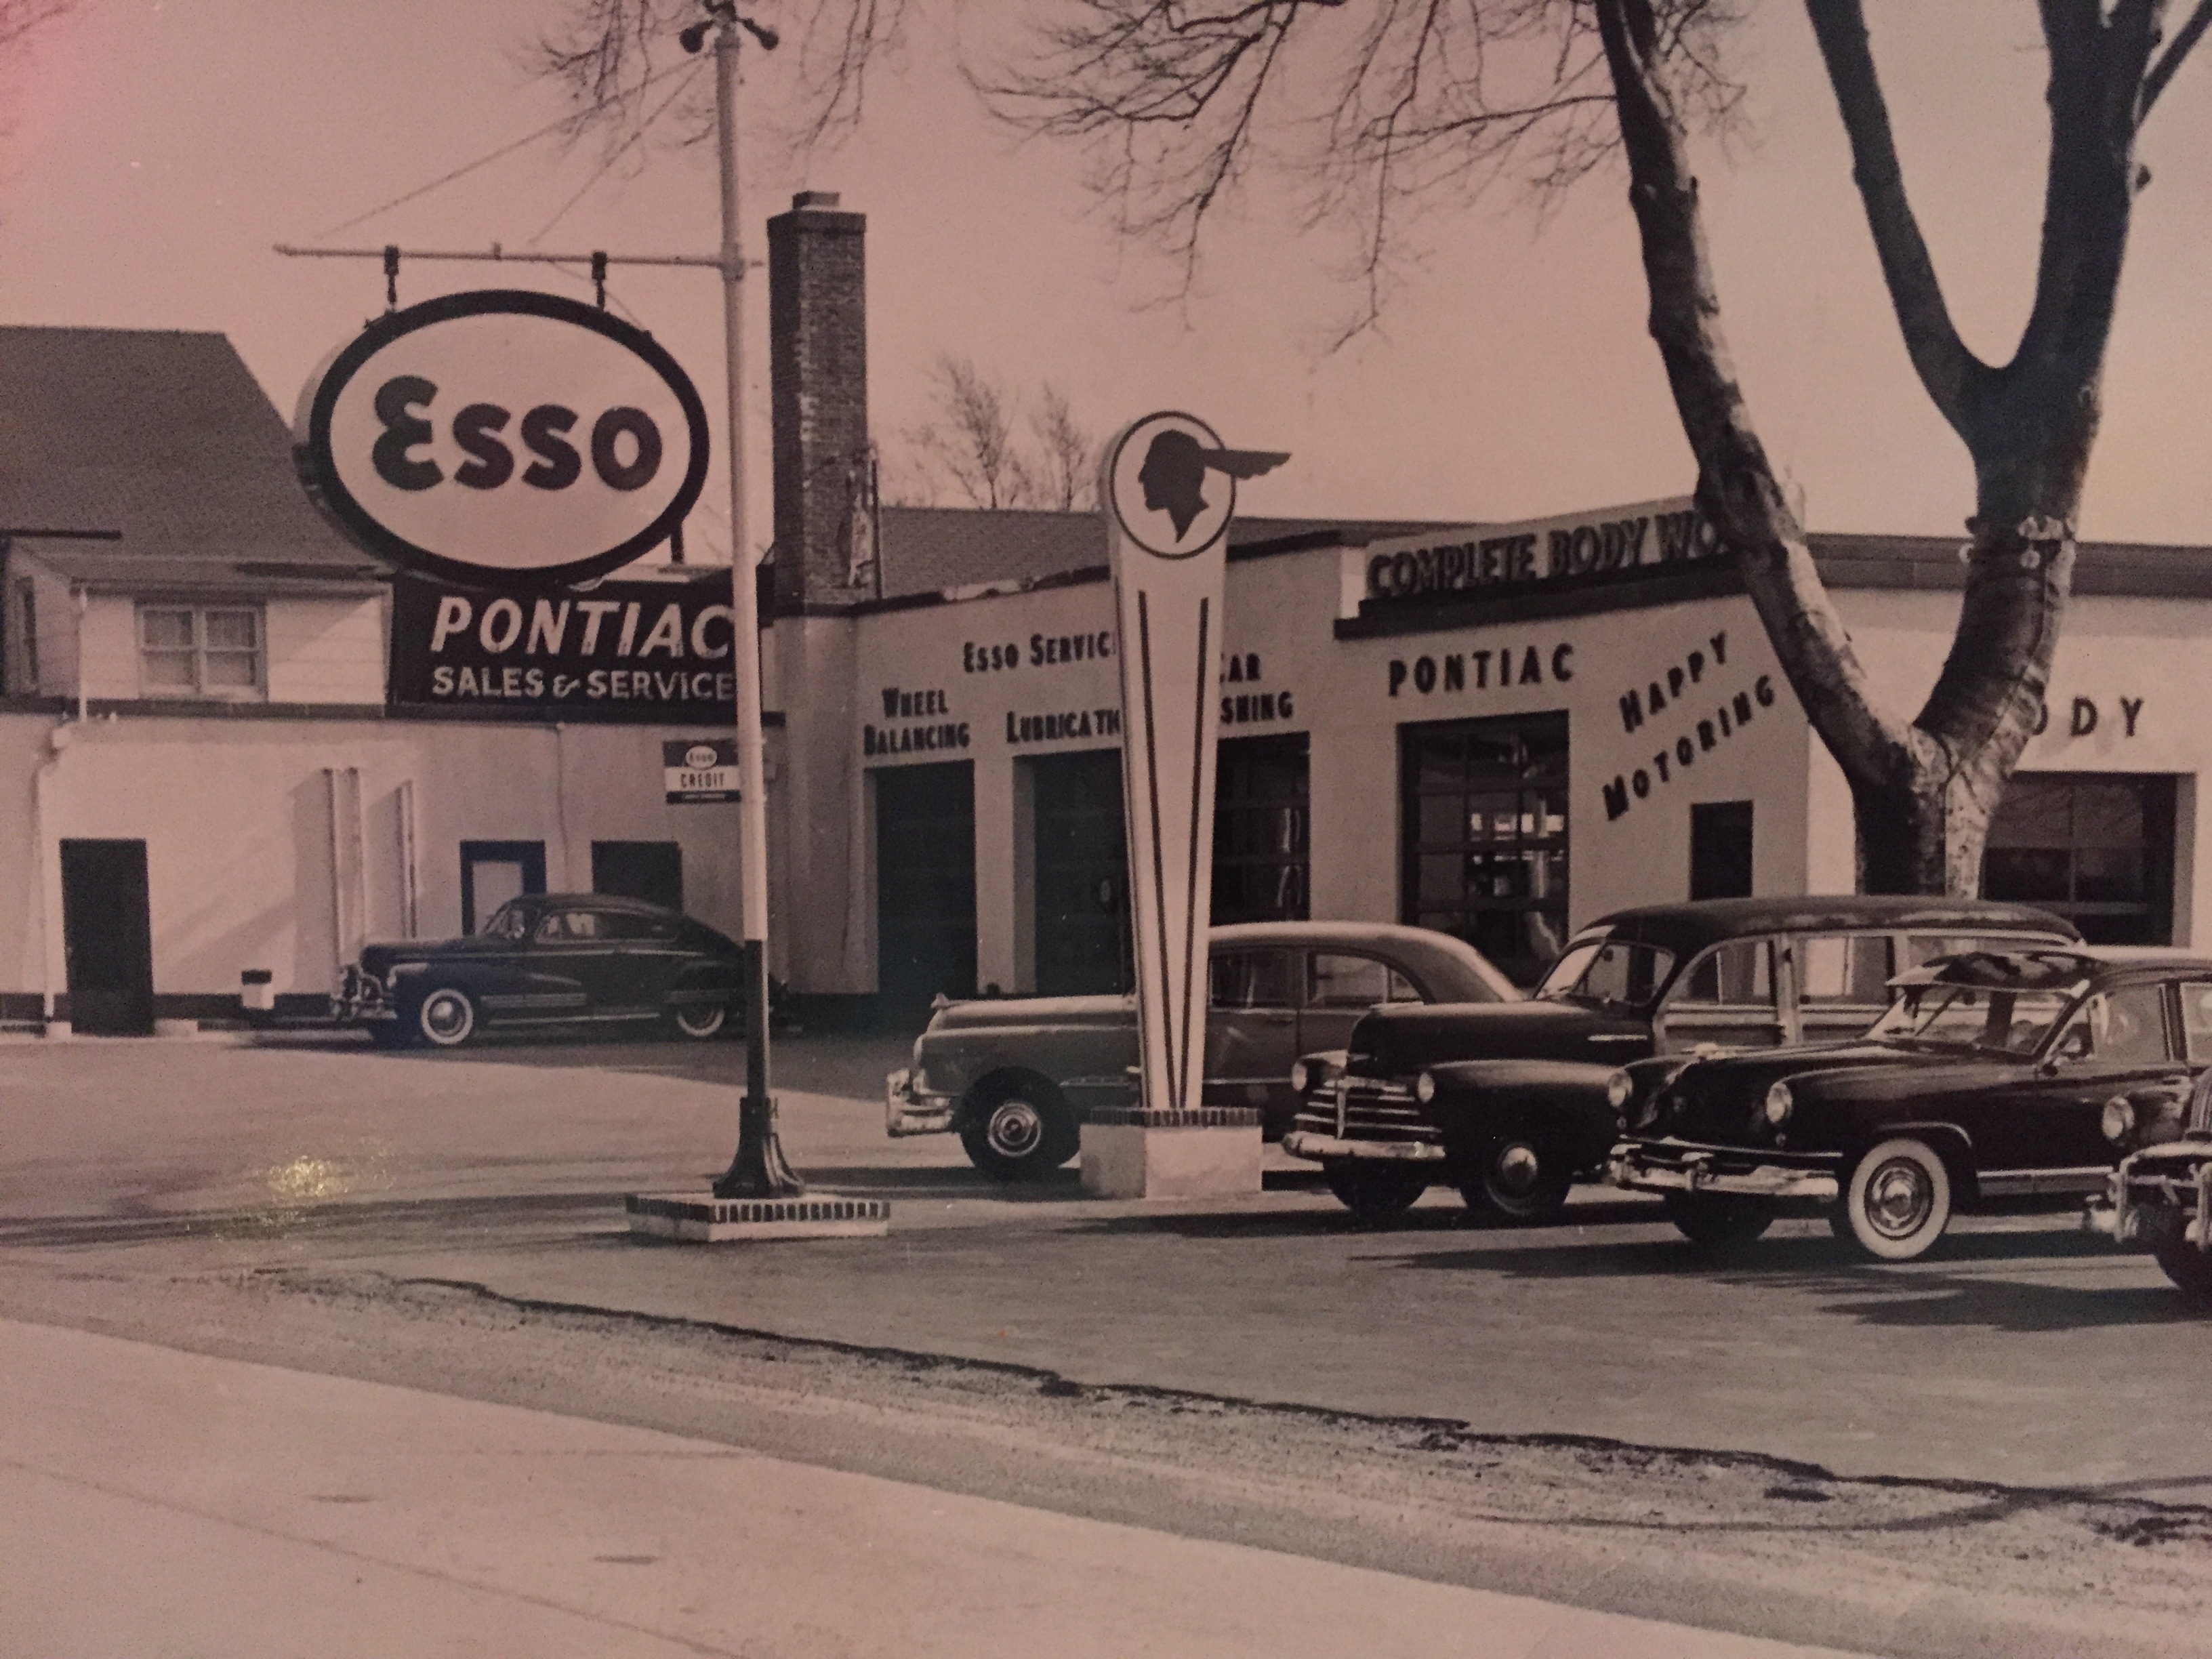 Esso
PONTIAC
SALES & SERVICE
Esso
CREDIT
ESSO SERVIC
WHEEL
BALANCING
LUBRICATI
CAR
SHING
COMPLETE BODY WO
PONTIAC
HAPPY
MOTORING
ODY